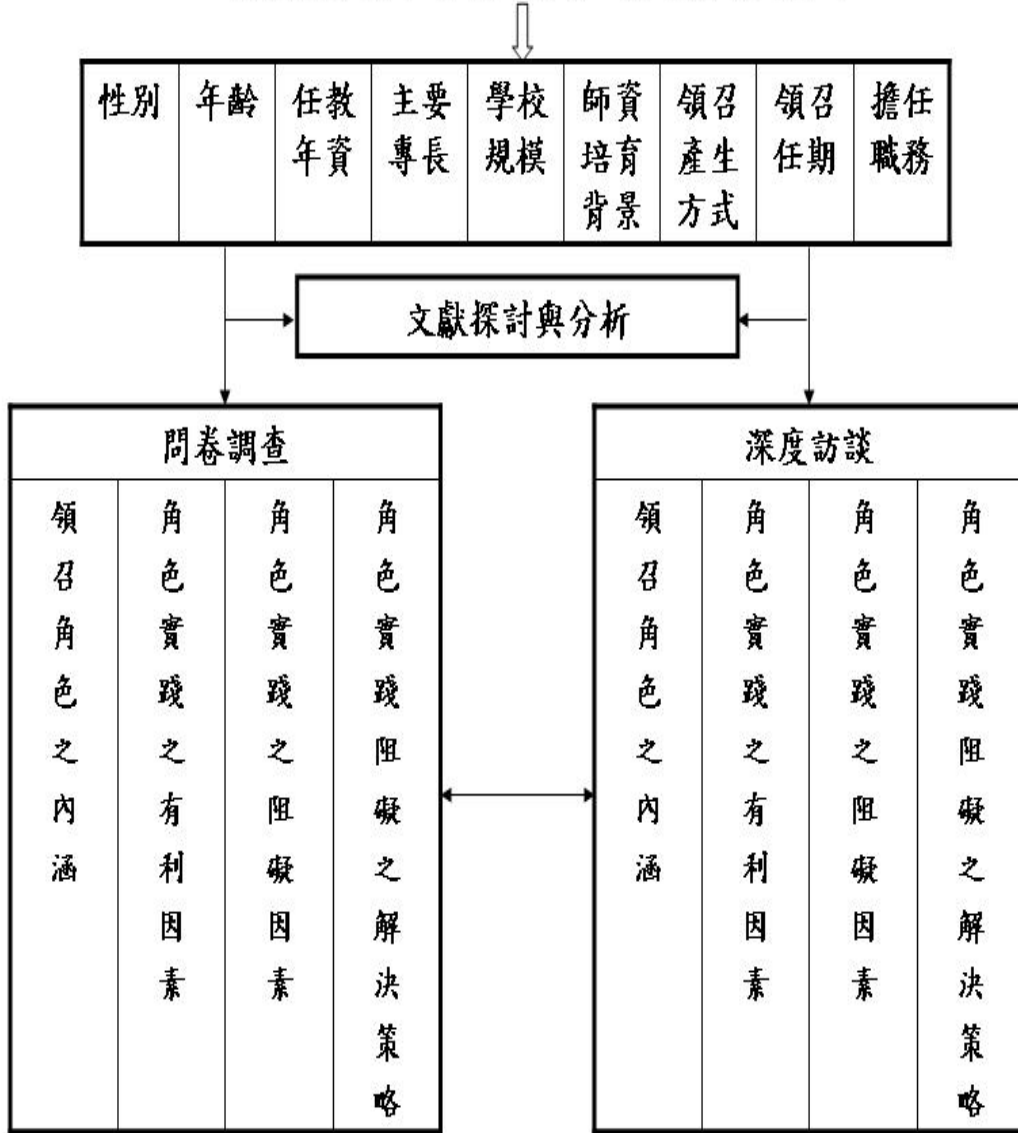 性別
年齡
任教
年資
主要
專長
學校
規模
師資
培育
背景
領召
產生
方式
領召
任期
擔任
職務
文獻探討與分析
問卷調查
領召角色之內涵
角色實踐之有利因素
角色實踐之阻礙因素
角色實踐阻礙之解決策略
深度訪談
領召角色之內涵
角色實踐之有利因素
角色實踐之阻礙因素
角色實踐阻礙之解決策略